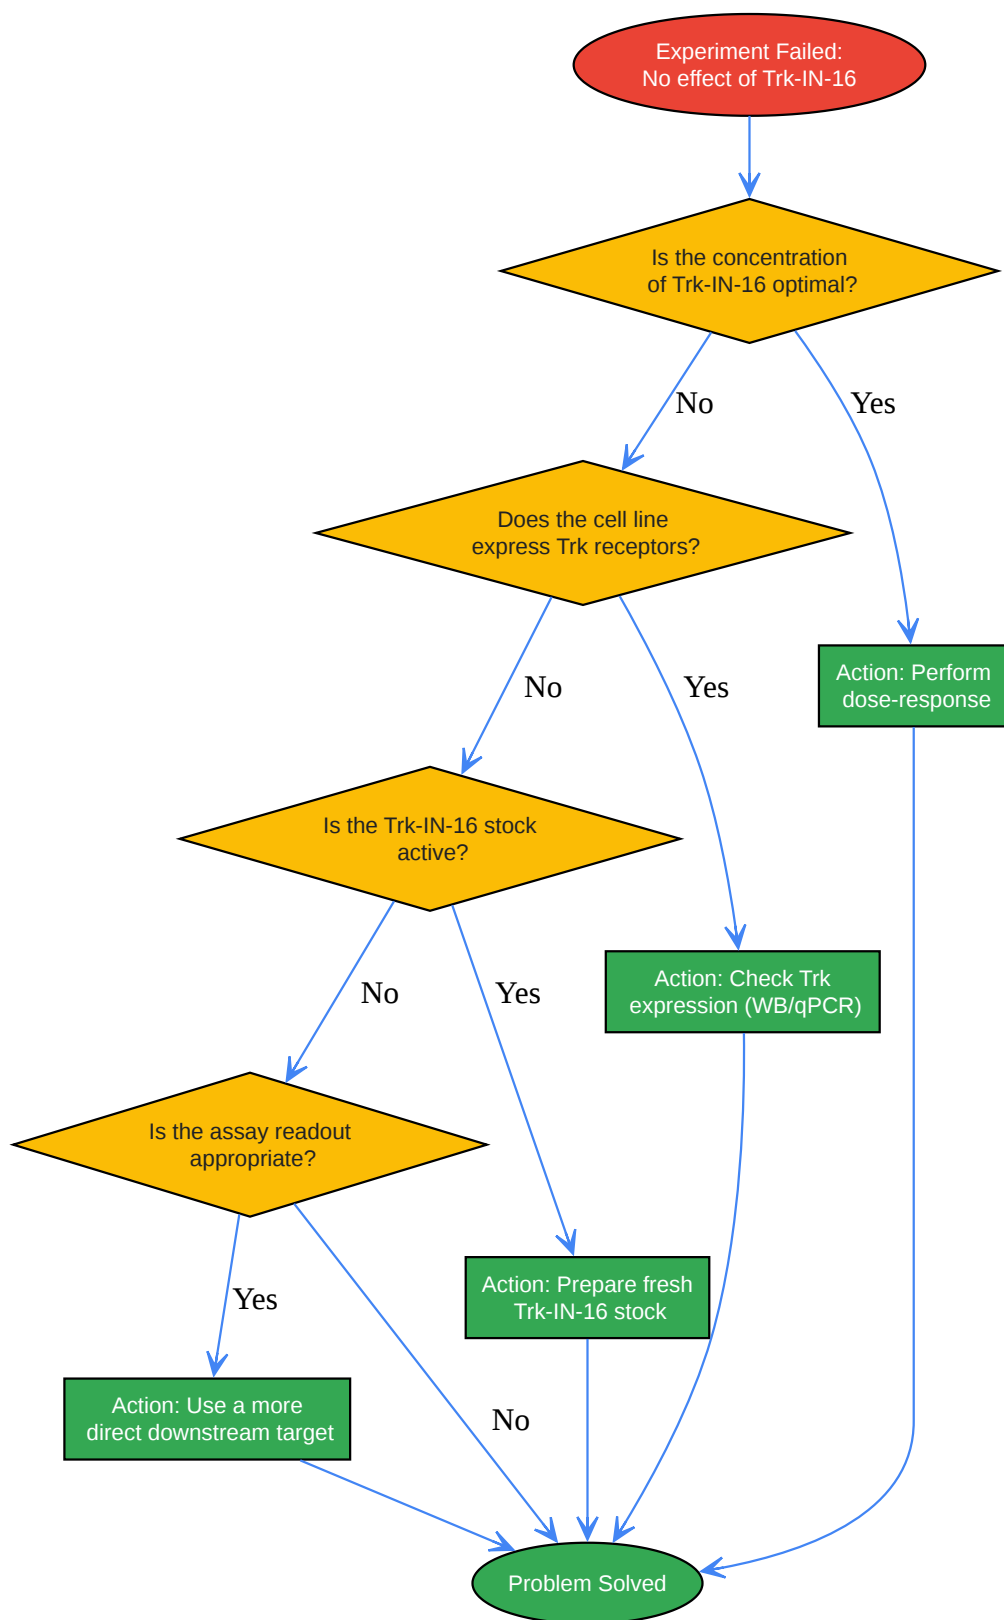 Experiment Failed:
No effect of Trk-IN-16
Is the concentration
of Trk-IN-16 optimal?
No
Yes
Does the cell line
express Trk receptors?
No
Yes
Action: Perform
dose-response
Is the Trk-IN-16 stock
active?
No
Yes
Action: Check Trk
expression (WB/qPCR)
Is the assay readout
appropriate?
Yes
No
Action: Prepare fresh
Trk-IN-16 stock
Action: Use a more
direct downstream target
Problem Solved